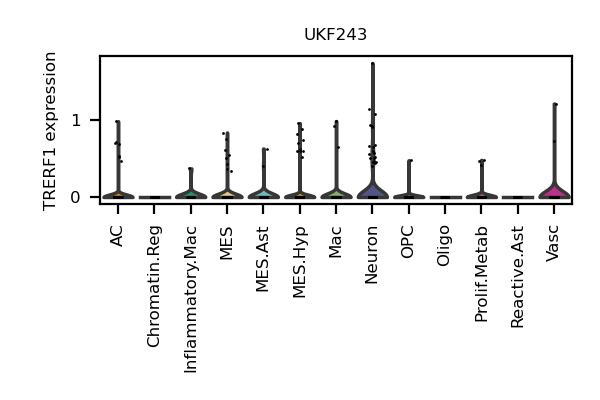 UKF243
TRERF1 expression
1
0
AC
Chromatin.Reg
Inflammatory.Mac
MES
MES.Ast
MES.Hyp
Mac
Neuron
OPC
Oligo
Prolif.Metab
Reactive.Ast
Vasc